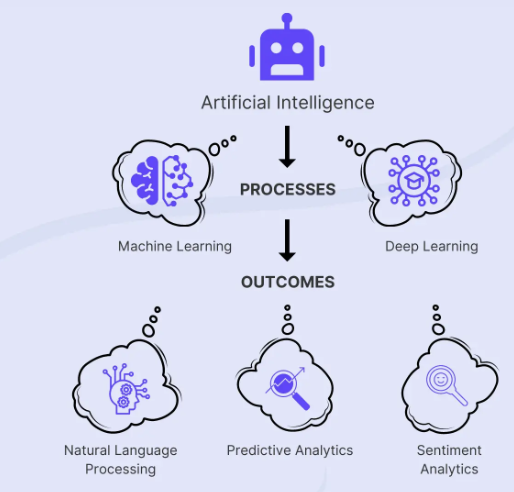 Artificial Intelligence
PROCESSES
Machine Learning
Deep Learning
OUTCOMES
Natural Language
Processing
Predictive Analytics
Sentiment
Analytics